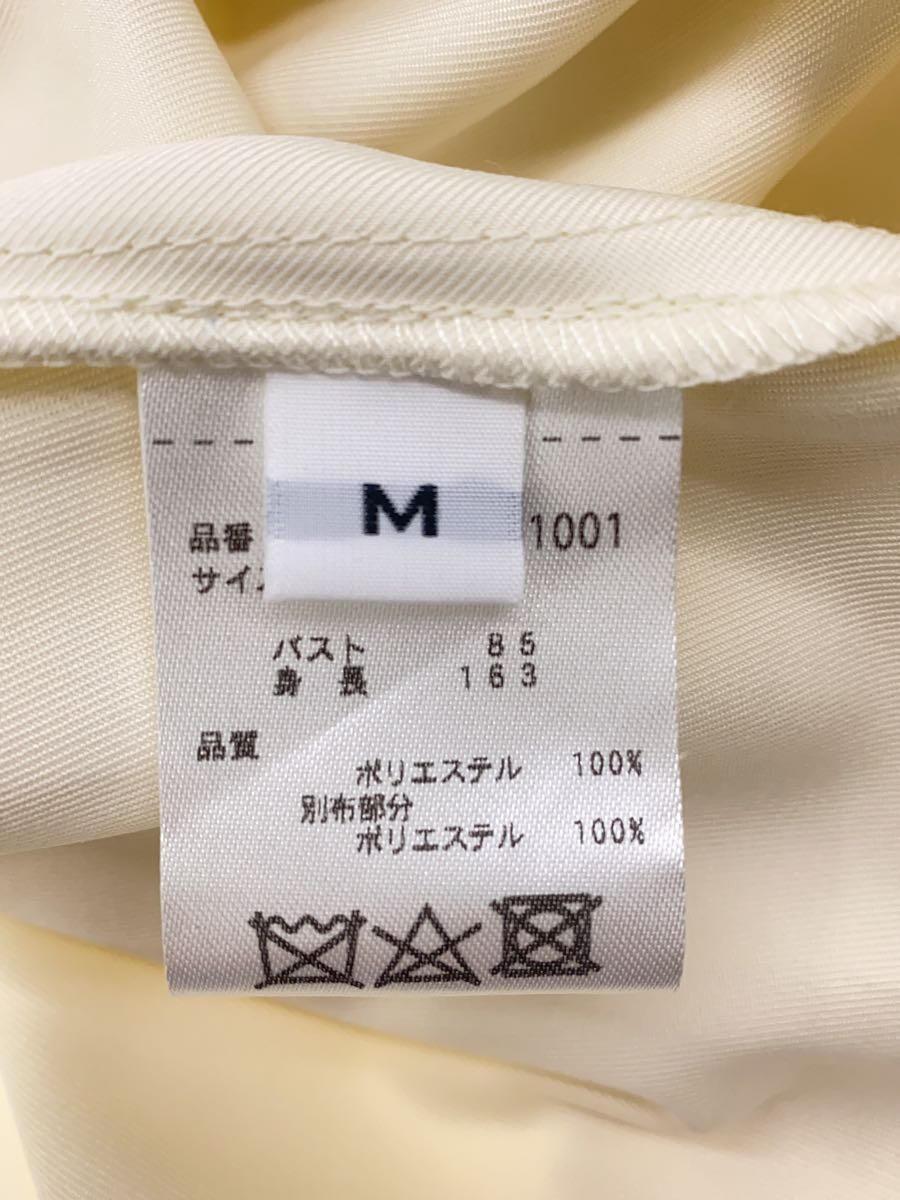 M
品番 1001
サイ
バスト 85
身長 163
品質
ポリエステル 100%
別布部分
ポリエステル 100%